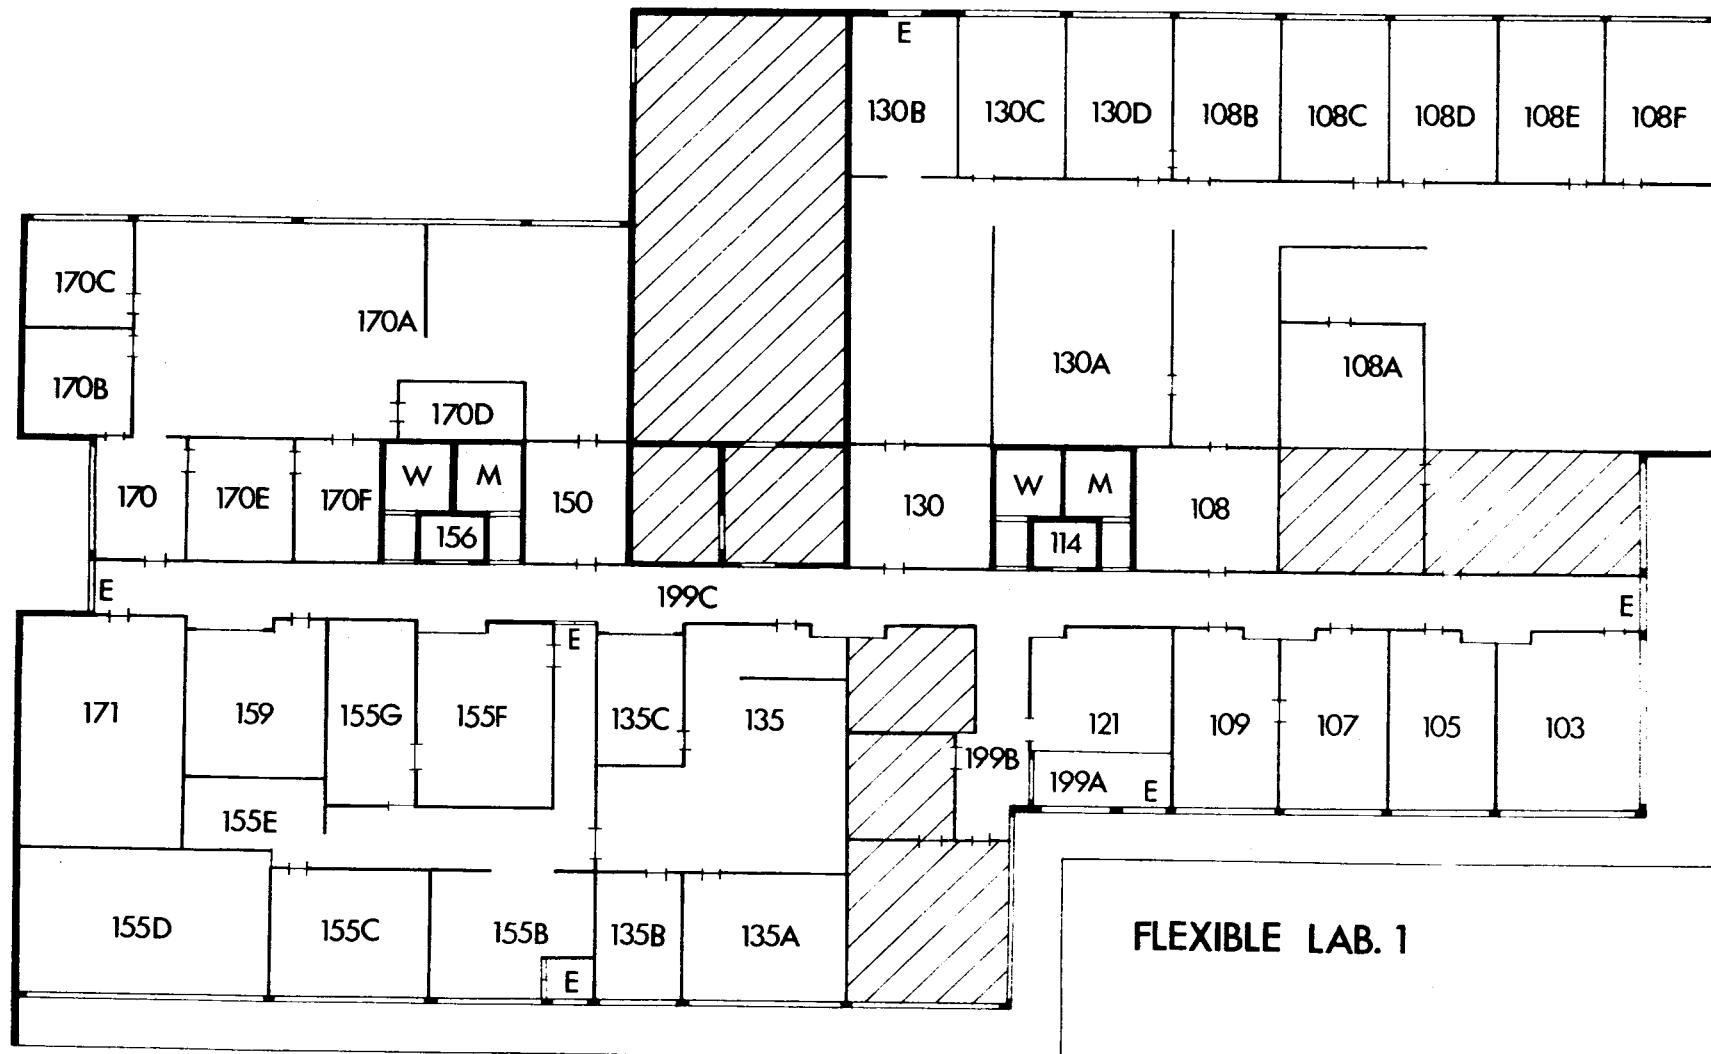 E
130B 130C 130D 108B 108C 108D 108E 108F
170C
170A
170B
170D
130A
108A
170 170E 170F W M 150 130 W M 108
156
114
E
199C
E
E
171 159 155G 155F 135C 135 121 109 107 105 103
199B
199A E
155E
155D 155C 155B 135B 135A
E
FLEXIBLE LAB. 1